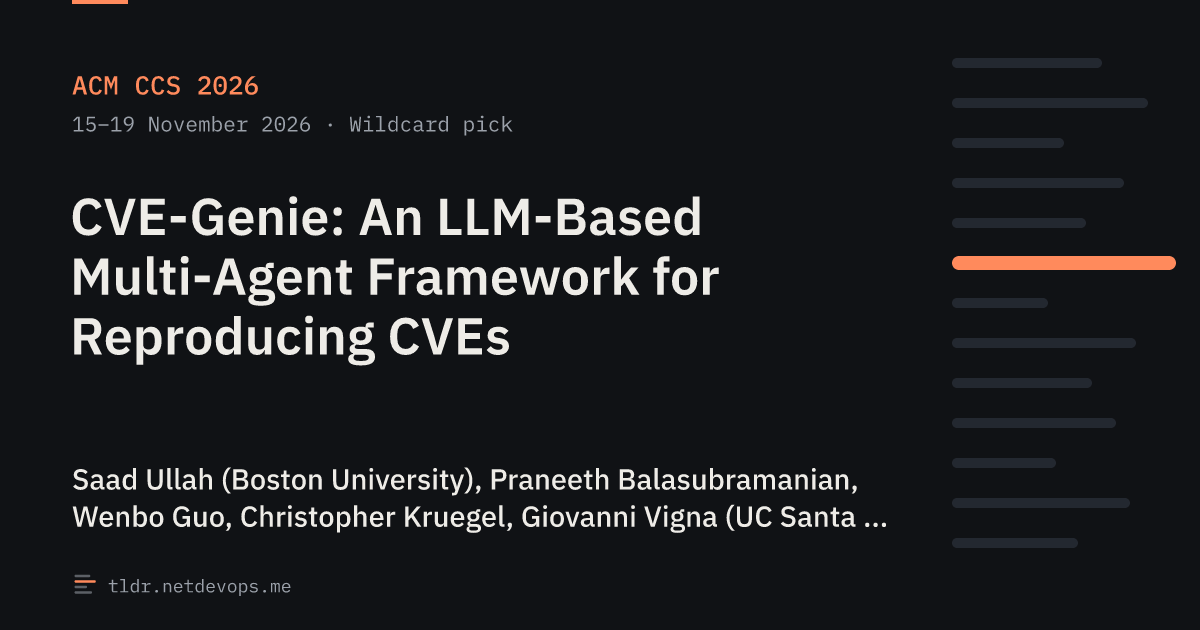 ACM CCS 2026
15–19 November 2026 · Wildcard pick
CVE-Genie: An LLM-Based
Multi-Agent Framework for
Reproducing CVEs
Saad Ullah (Boston University), Praneeth Balasubramanian,
Wenbo Guo, Christopher Kruegel, Giovanni Vigna (UC Santa ...
tldr.netdevops.me